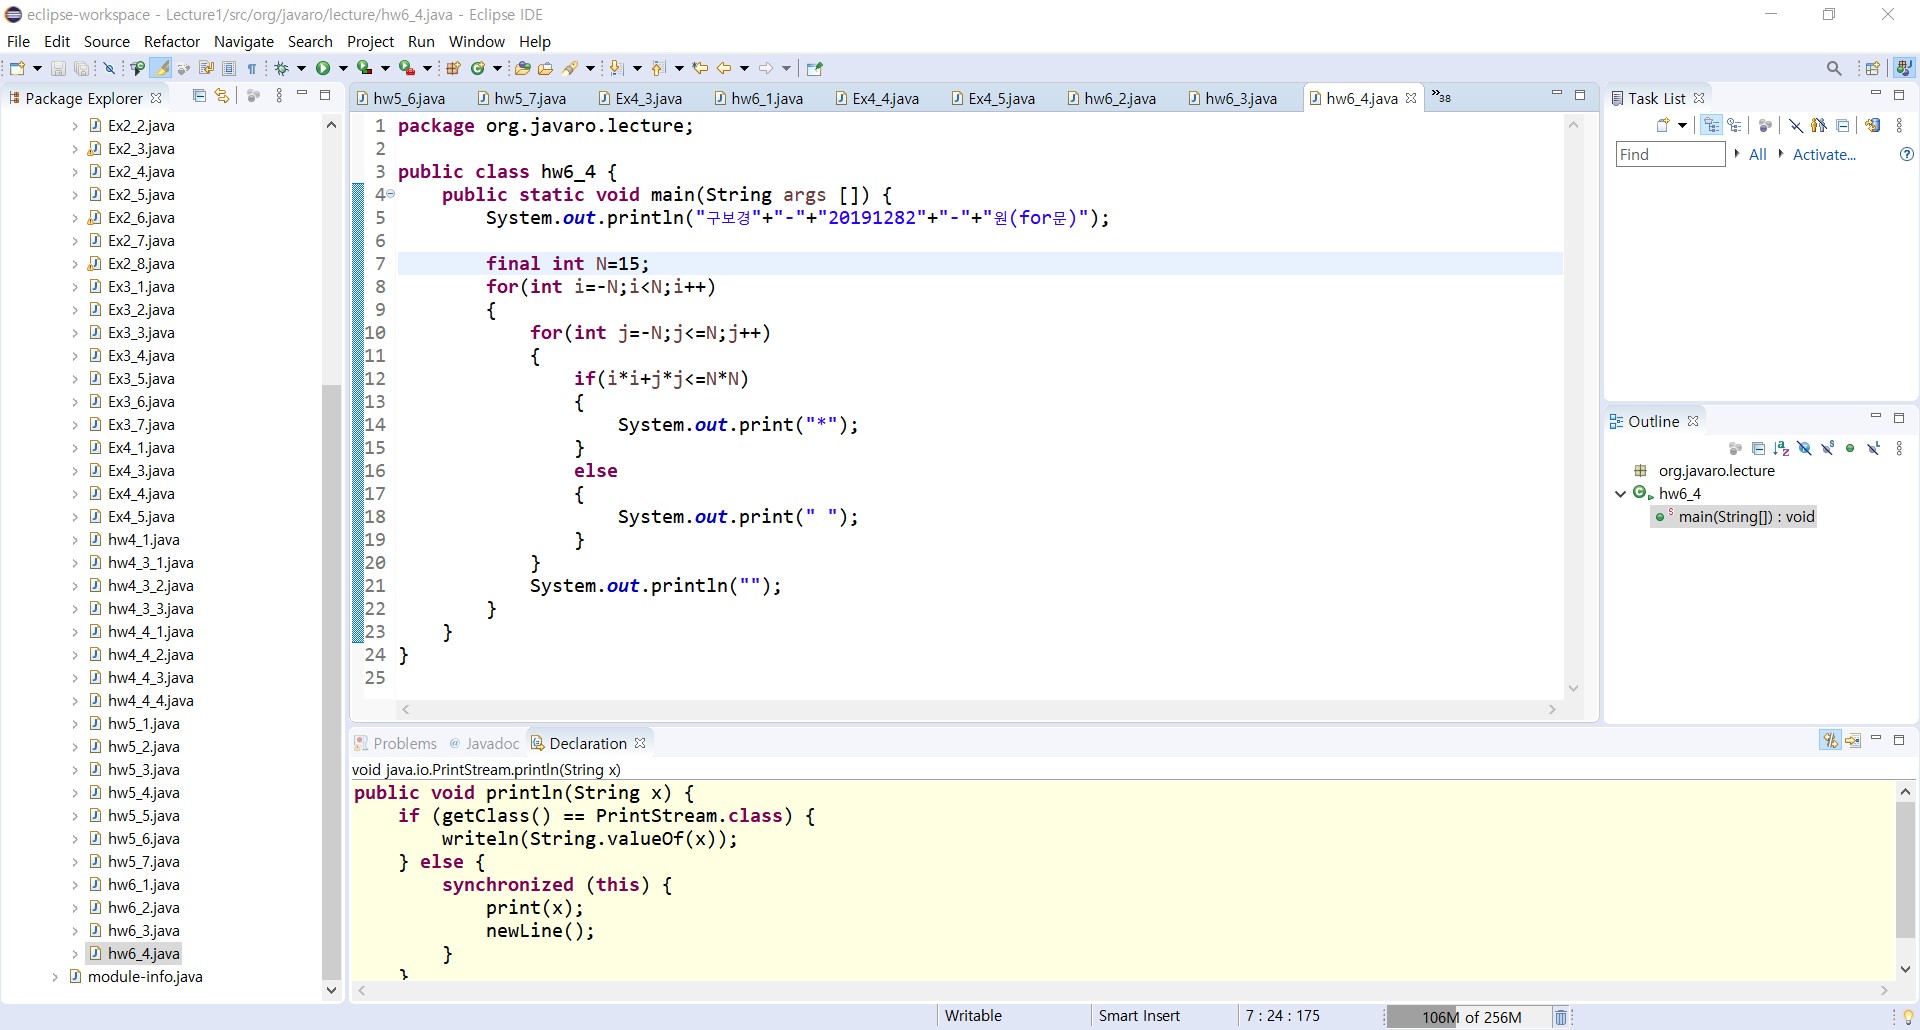 eclipse-workspace - Lecture1/src/org/javaro/lecture/hw6_4.java - Eclipse IDE
File Edit Source Refactor Navigate Search Project Run Window Help
Package Explorer
Ex2_2.java
Ex2_3.java
Ex2_4.java
Ex2_5.java
Ex2_6.java
Ex2_7.java
Ex2_8.java
Ex3_1.java
Ex3_2.java
Ex3_3.java
Ex3_4.java
Ex3_5.java
Ex3_6.java
Ex3_7.java
Ex4_1.java
Ex4_3.java
Ex4_4.java
Ex4_5.java
hw4_1.java
hw4_3_1.java
hw4_3_2.java
hw4_3_3.java
hw4_4_1.java
hw4_4_2.java
hw4_4_3.java
hw4_4_4.java
hw5_1.java
hw5_2.java
hw5_3.java
hw5_4.java
hw5_5.java
hw5_6.java
hw5_7.java
hw6_1.java
hw6_2.java
hw6_3.java
hw6_4.java
module-info.java
hw5_6.java hw5_7.java Ex4_3.java hw6_1.java Ex4_4.java Ex4_5.java hw6_2.java hw6_3.java hw6_4.java »38
1 package org.javaro.lecture;
2
3 public class hw6_4 {
4     public static void main(String args []) {
5         System.out.println("구보경"+"-"+"20191282"+"-"+"원(for문)");
6
7         final int N=15;
8         for(int i=-N;i<N;i++)
9         {
10             for(int j=-N;j<=N;j++)
11             {
12                 if(i*i+j*j<=N*N)
13                 {
14                     System.out.print("*");
15                 }
16                 else
17                 {
18                     System.out.print(" ");
19                 }
20             }
21             System.out.println("");
22         }
23     }
24 }
25
Problems @ Javadoc Declaration
void java.io.PrintStream.println(String x)
public void println(String x) {
    if (getClass() == PrintStream.class) {
        writeln(String.valueOf(x));
    } else {
        synchronized (this) {
            print(x);
            newLine();
        }
    }
Task List
Find All Activate...
Outline
org.javaro.lecture
hw6_4
main(String[]) : void
Writable Smart Insert 7 : 24 : 175 106M of 256M